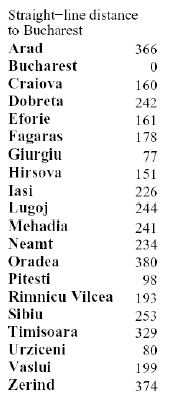 Straight−line distance
to Bucharest
Arad 366
Bucharest 0
Craiova 160
Dobreta 242
Eforie 161
Fagaras 178
Giurgiu 77
Hirsova 151
Iasi 226
Lugoj 244
Mehadia 241
Neamt 234
Oradea 380
Pitesti 98
Rimnicu Vilcea 193
Sibiu 253
Timisoara 329
Urziceni 80
Vaslui 199
Zerind 374